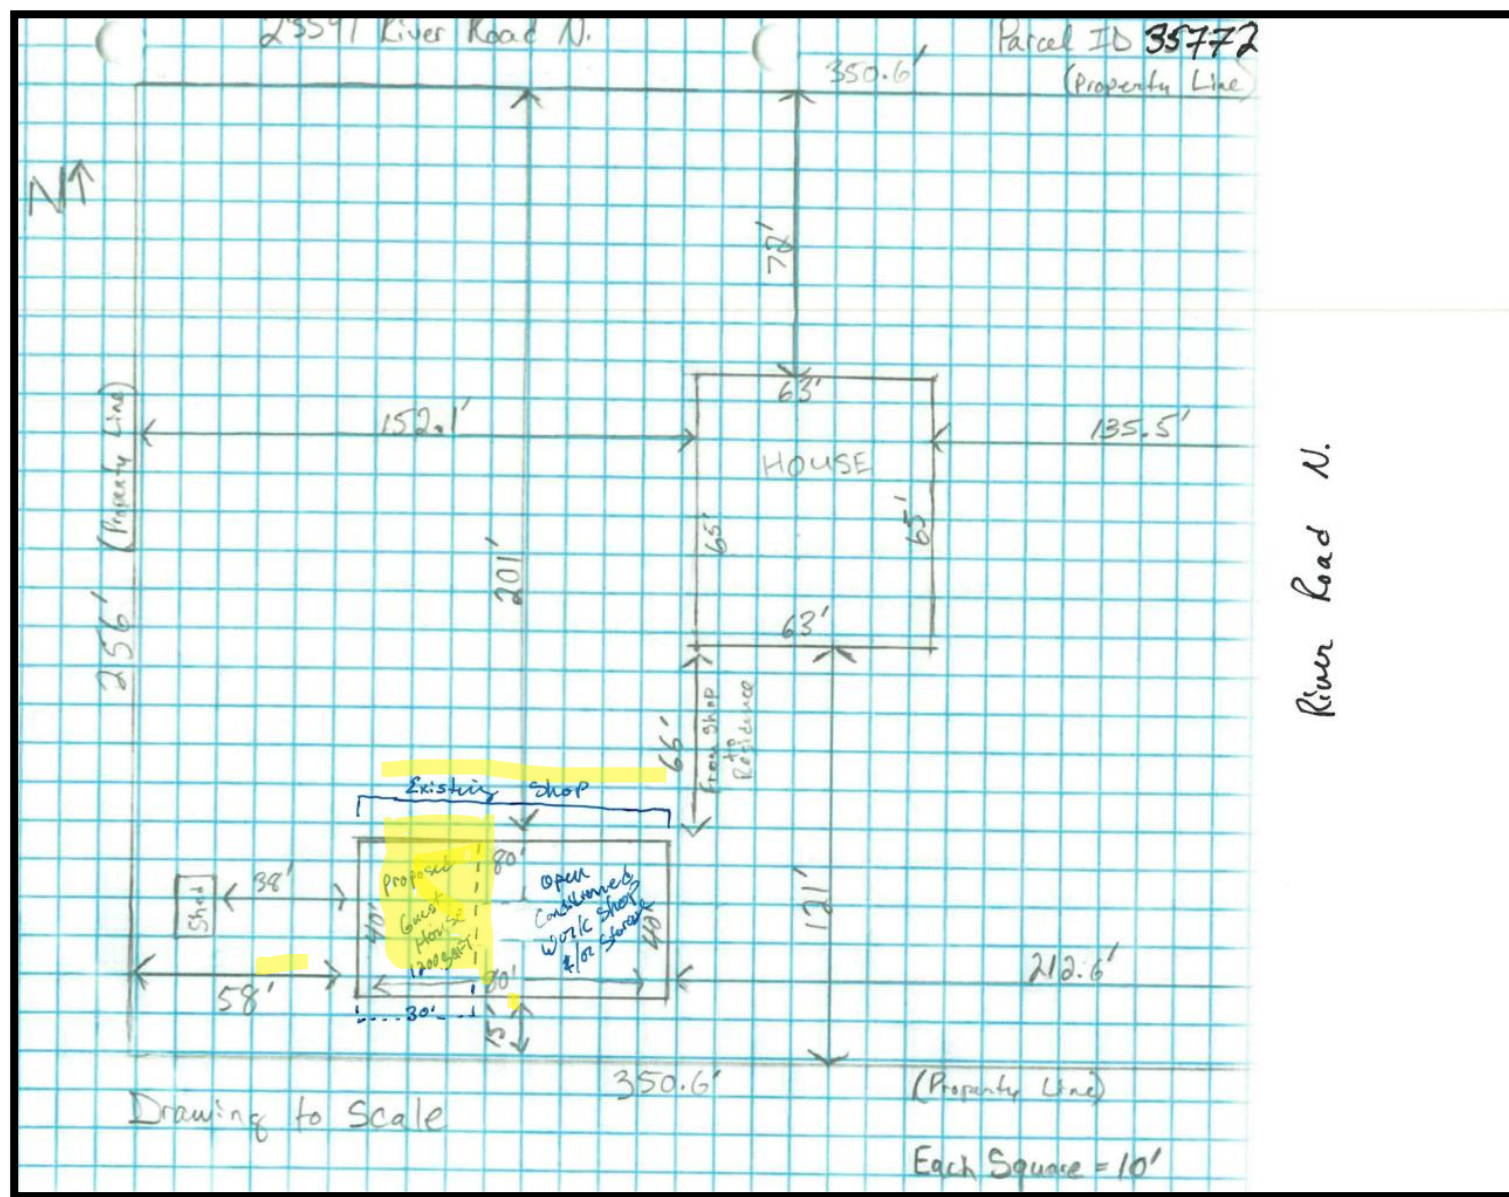 23591 River Road N.
Parcel ID 35772
350.6'
(Property Line)
N
72'
63'
152.1'
135.5'
HOUSE
256' (Property Line)
65'
65'
201'
63'
River Road N.
66'
From Shop
to
Residence
Existing Shop
80'
Proposed
Guest
House
1200 sqft
Open
Conditioned
Work Shop
&/or Storage
38'
Shed
40'
40'
121'
80'
58'
212.6'
30'
15'
350.6'
(Property Line)
Drawing to Scale
Each Square = 10'